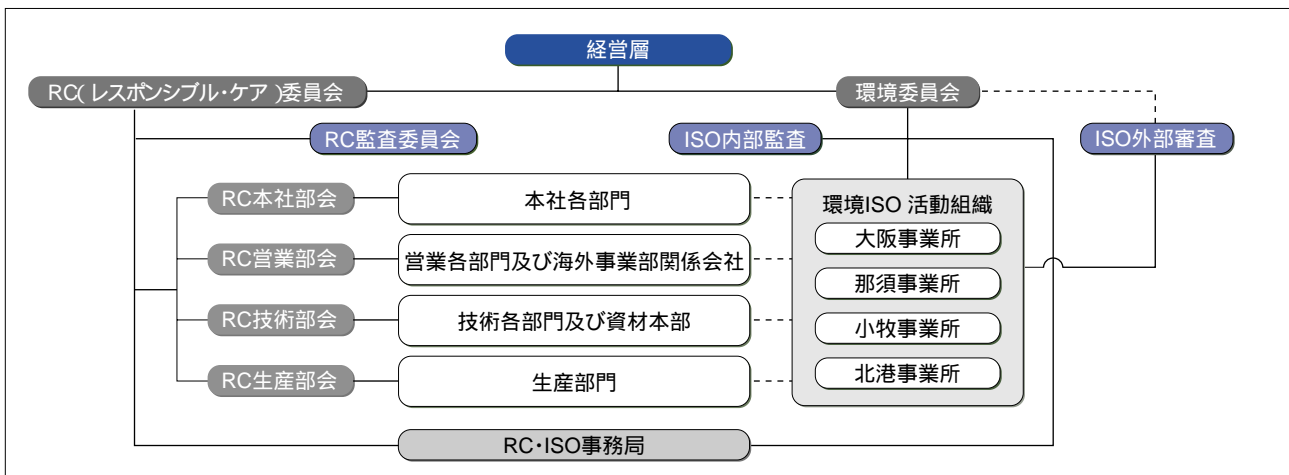 経営層
RC(レスポンシブル・ケア)委員会
環境委員会
RC監査委員会
ISO内部監査
ISO外部審査
RC本社部会
本社各部門
RC営業部会
営業各部門及び海外事業部関係会社
RC技術部会
技術各部門及び資材本部
RC生産部会
生産部門
環境ISO 活動組織
大阪事業所
那須事業所
小牧事業所
北港事業所
RC・ISO事務局